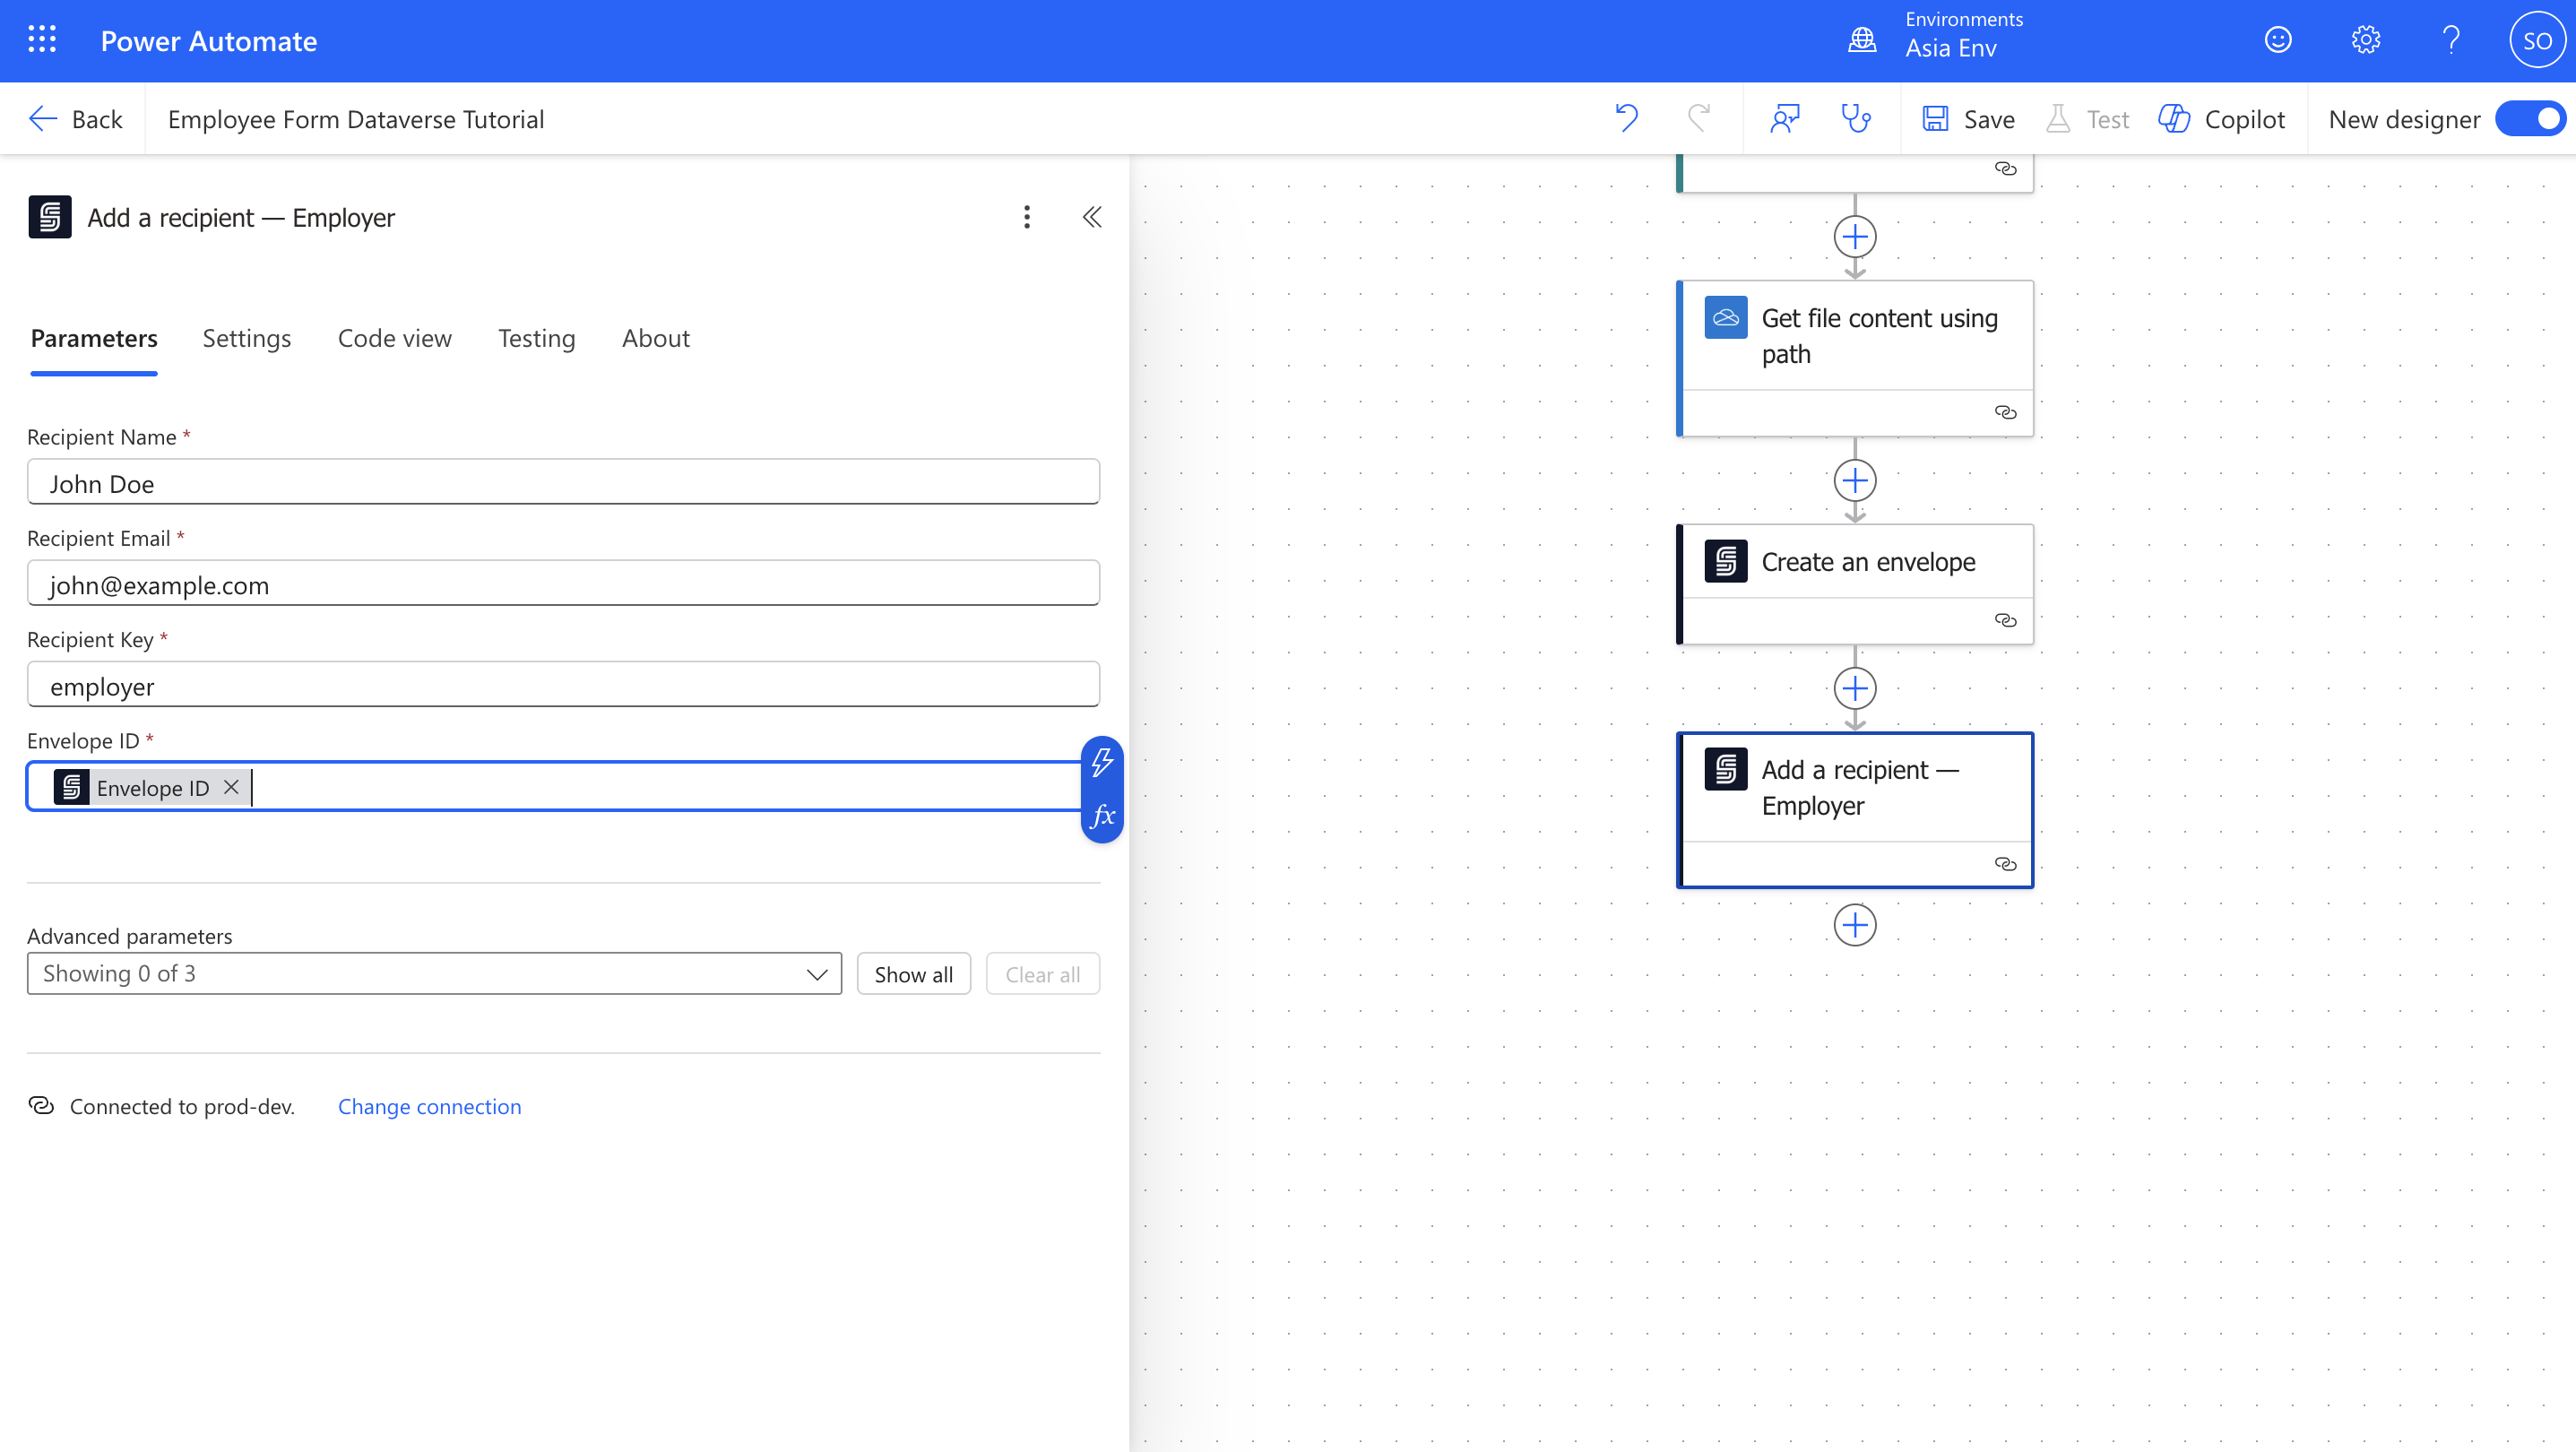 Power Automate
Environments
Asia Env
SO
Back
Employee Form Dataverse Tutorial
Save
Test
Copilot
New designer
Add a recipient — Employer
Parameters
Settings
Code view
Testing
About
Recipient Name *
John Doe
Recipient Email *
john@example.com
Recipient Key *
employer
Envelope ID *
Envelope ID
fx
Advanced parameters
Showing 0 of 3
Show all
Clear all
Connected to prod-dev.
Change connection
Get file content using
path
Create an envelope
Add a recipient —
Employer